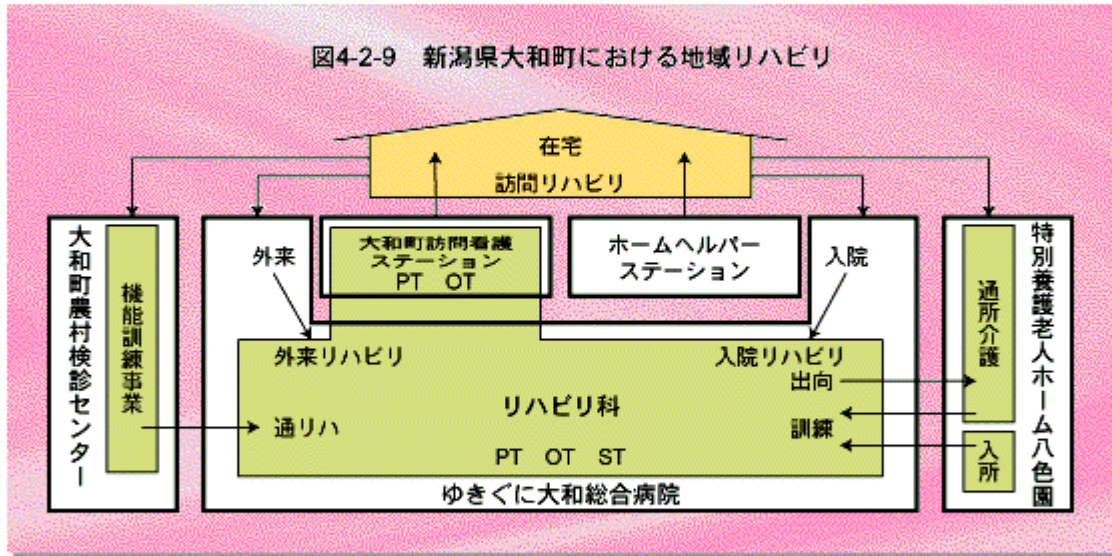 図4-2-9 新潟県大和町における地域リハビリ
在宅
訪問リハビリ
大和町農村検診センター
機能訓練事業
外来
大和町訪問看護
ステーション
PT OT
ホームヘルパー
ステーション
入院
外来リハビリ
入院リハビリ
出向
リハビリ科
通リハ
訓練
PT OT ST
ゆきぐに大和総合病院
通所介護
入所
特別養護老人ホーム八色園